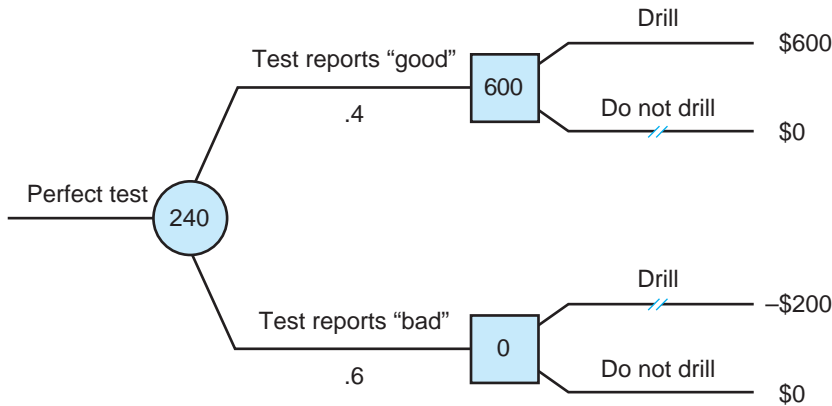 Drill
$600
Test reports “good”
600
.4
Do not drill
$0
Perfect test
240
Drill
–$200
Test reports “bad”
0
.6
Do not drill
$0